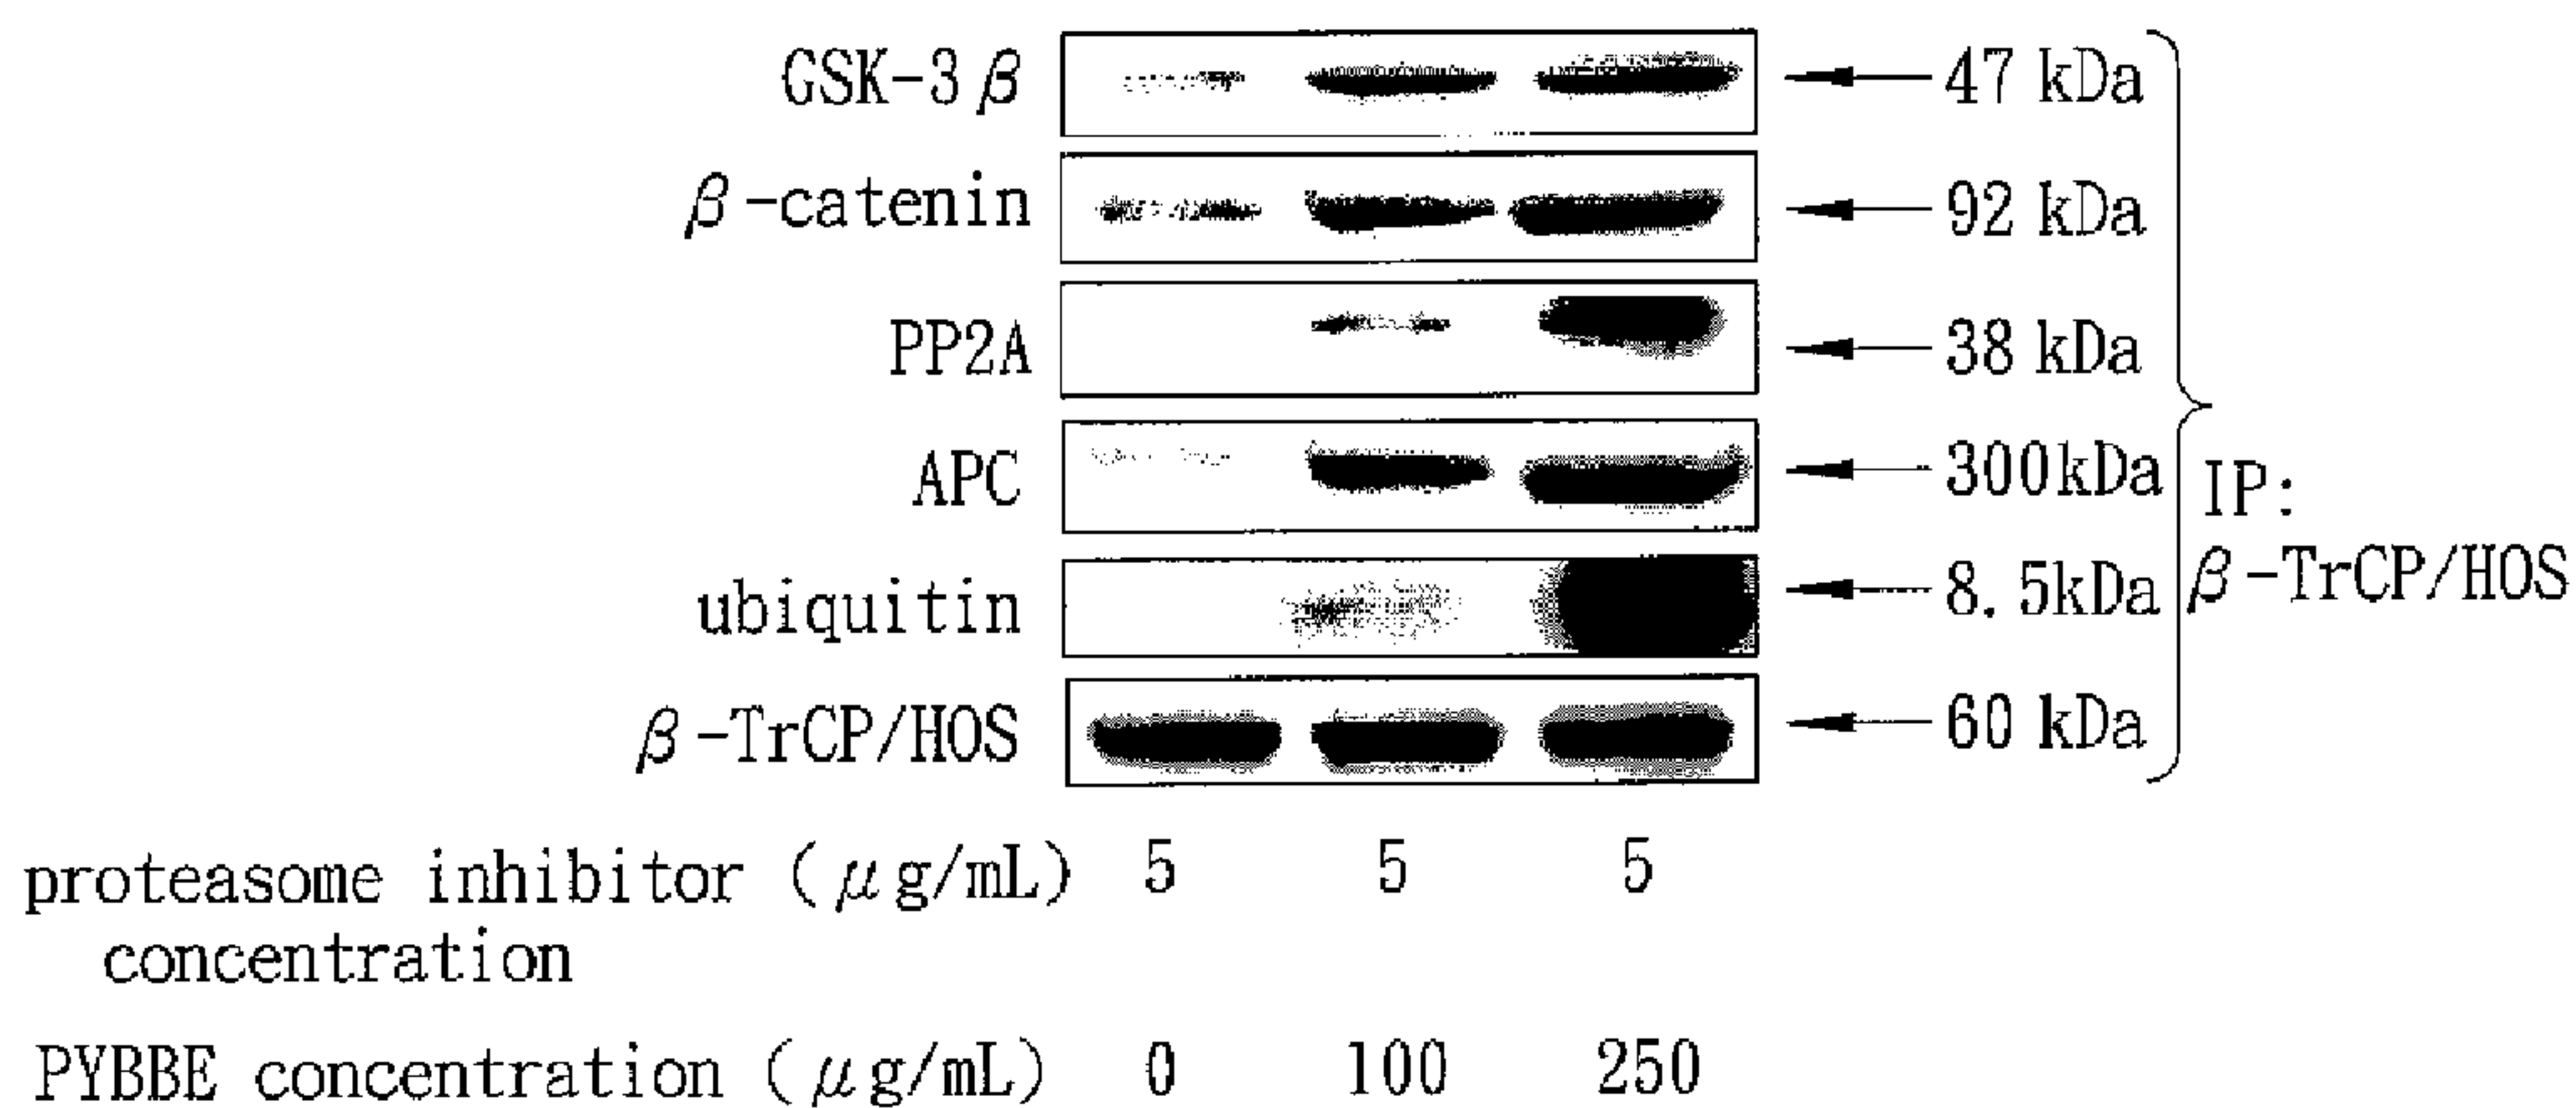 GSK-3β 47 kDa
β-catenin 92 kDa
PP2A 38 kDa
APC 300kDa
IP:
β-TrCP/HOS
ubiquitin 8.5kDa
β-TrCP/HOS 60 kDa
proteasome inhibitor (μg/mL) 5 5 5
concentration
PYBBE concentration (μg/mL) 0 100 250